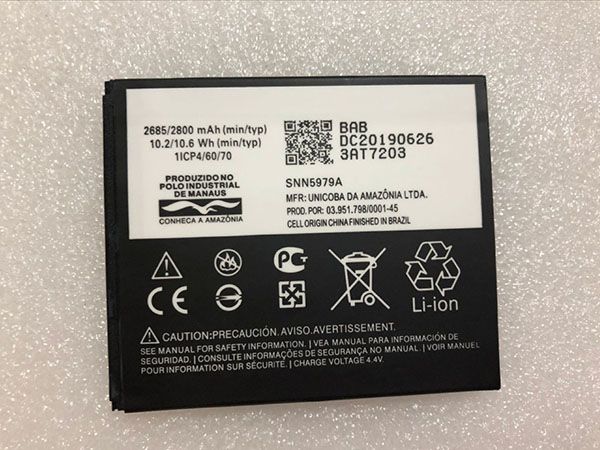 2685/2800 mAh (min/typ)
10.2/10.6 Wh (min/typ)
1ICP4/60/70
PRODUZIDO NO
POLO INDUSTRIAL
DE MANAUS
CONHEÇA A AMAZÔNIA
BAB
DC20190626
3AT7203
SNN5979A
MFR: UNICOBA DA AMAZÔNIA LTDA.
PROD. POR: 03.951.798/0001-45
CELL ORIGIN CHINA FINISHED IN BRAZIL
Li-ion
CAUTION:PRECAUCIÓN. AVISO. AVERTISSEMENT.
SEE MANUAL FOR SAFETY INFORMATION. VEA EL MANUAL PARA MEDIDAS DE
SEGURIDAD. CONSULTE INFORMAÇÕES DE SEGURANÇA NO MANUAL . VOIR MANUEL
POUR INFORMATION SUR LE SÉCURITÉ. | CHARGE VOLTAGE 4.4V.